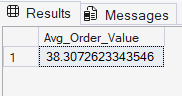 Results Messages
Avg_Order_Value
1 38.3072623343546